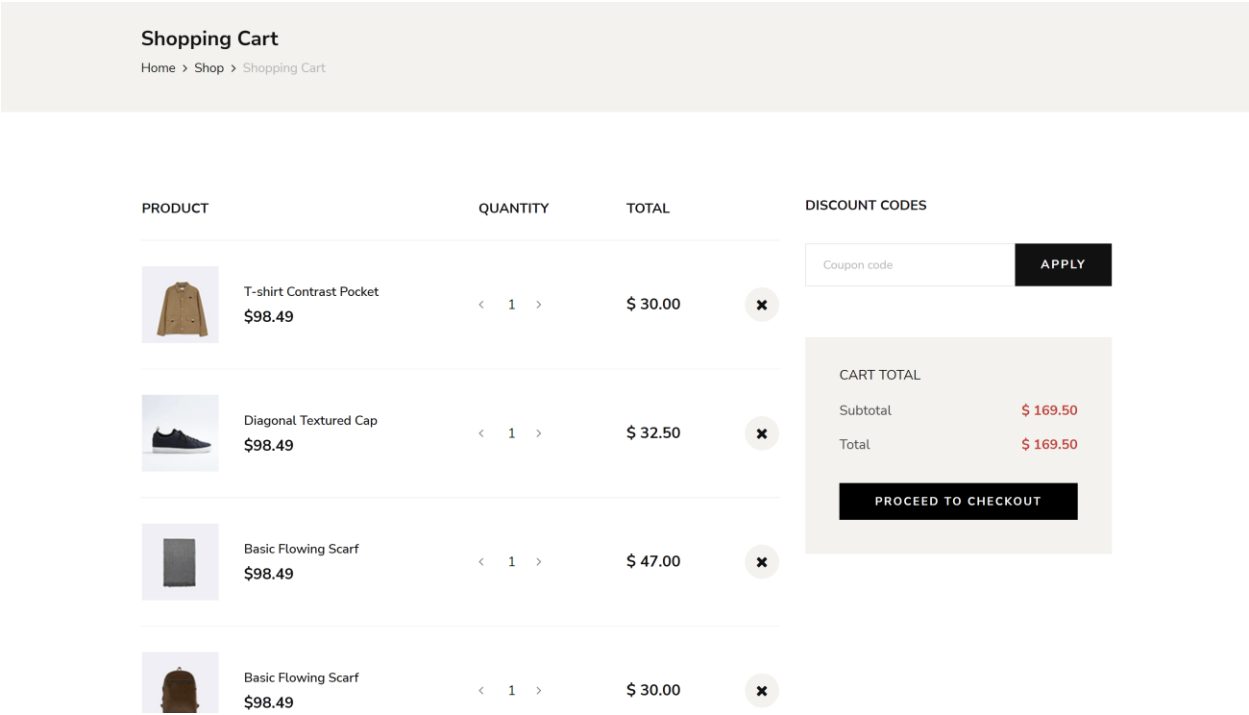 Shopping Cart
Home > Shop > Shopping Cart
PRODUCT QUANTITY TOTAL
T-shirt Contrast Pocket
$98.49
1
$ 30.00
Diagonal Textured Cap
$98.49
1
$ 32.50
Basic Flowing Scarf
$98.49
1
$ 47.00
Basic Flowing Scarf
$98.49
1
$ 30.00
DISCOUNT CODES
Coupon code
APPLY
CART TOTAL
Subtotal $ 169.50
Total $ 169.50
PROCEED TO CHECKOUT